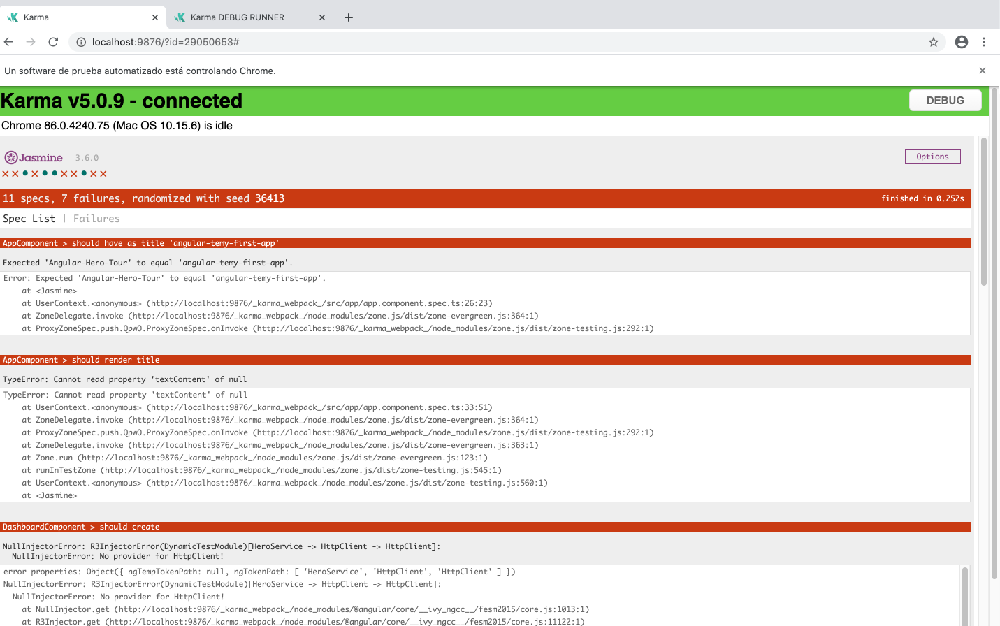 Karma
Karma DEBUG RUNNER
localhost:9876/?id=29050653#
Un software de prueba automatizado está controlando Chrome.
Karma v5.0.9 - connected
DEBUG
Chrome 86.0.4240.75 (Mac OS 10.15.6) is idle
Jasmine 3.6.0
Options
11 specs, 7 failures, randomized with seed 36413
finished in 0.252s
Spec List | Failures
AppComponent > should have as title 'angular-temy-first-app'
Expected 'Angular-Hero-Tour' to equal 'angular-temy-first-app'.
Error: Expected 'Angular-Hero-Tour' to equal 'angular-temy-first-app'.
at <Jasmine>
at UserContext.<anonymous> (http://localhost:9876/_karma_webpack_/src/app/app.component.spec.ts:26:23)
at ZoneDelegate.invoke (http://localhost:9876/_karma_webpack_/node_modules/zone.js/dist/zone-evergreen.js:364:1)
at ProxyZoneSpec.push.QpwO.ProxyZoneSpec.onInvoke (http://localhost:9876/_karma_webpack_/node_modules/zone.js/dist/zone-testing.js:292:1)
AppComponent > should render title
TypeError: Cannot read property 'textContent' of null
TypeError: Cannot read property 'textContent' of null
at UserContext.<anonymous> (http://localhost:9876/_karma_webpack_/src/app/app.component.spec.ts:33:51)
at ZoneDelegate.invoke (http://localhost:9876/_karma_webpack_/node_modules/zone.js/dist/zone-evergreen.js:364:1)
at ProxyZoneSpec.push.QpwO.ProxyZoneSpec.onInvoke (http://localhost:9876/_karma_webpack_/node_modules/zone.js/dist/zone-testing.js:292:1)
at ZoneDelegate.invoke (http://localhost:9876/_karma_webpack_/node_modules/zone.js/dist/zone-evergreen.js:363:1)
at Zone.run (http://localhost:9876/_karma_webpack_/node_modules/zone.js/dist/zone-evergreen.js:123:1)
at runInTestZone (http://localhost:9876/_karma_webpack_/node_modules/zone.js/dist/zone-testing.js:545:1)
at UserContext.<anonymous> (http://localhost:9876/_karma_webpack_/node_modules/zone.js/dist/zone-testing.js:560:1)
at <Jasmine>
DashboardComponent > should create
NullInjectorError: R3InjectorError(DynamicTestModule)[HeroService -> HttpClient -> HttpClient]:
NullInjectorError: No provider for HttpClient!
error properties: Object({ ngTempTokenPath: null, ngTokenPath: [ 'HeroService', 'HttpClient', 'HttpClient' ] })
NullInjectorError: R3InjectorError(DynamicTestModule)[HeroService -> HttpClient -> HttpClient]:
NullInjectorError: No provider for HttpClient!
at NullInjector.get (http://localhost:9876/_karma_webpack_/node_modules/@angular/core/__ivy_ngcc__/fesm2015/core.js:1013:1)
at R3Injector.get (http://localhost:9876/_karma_webpack_/node_modules/@angular/core/__ivy_ngcc__/fesm2015/core.js:11122:1)